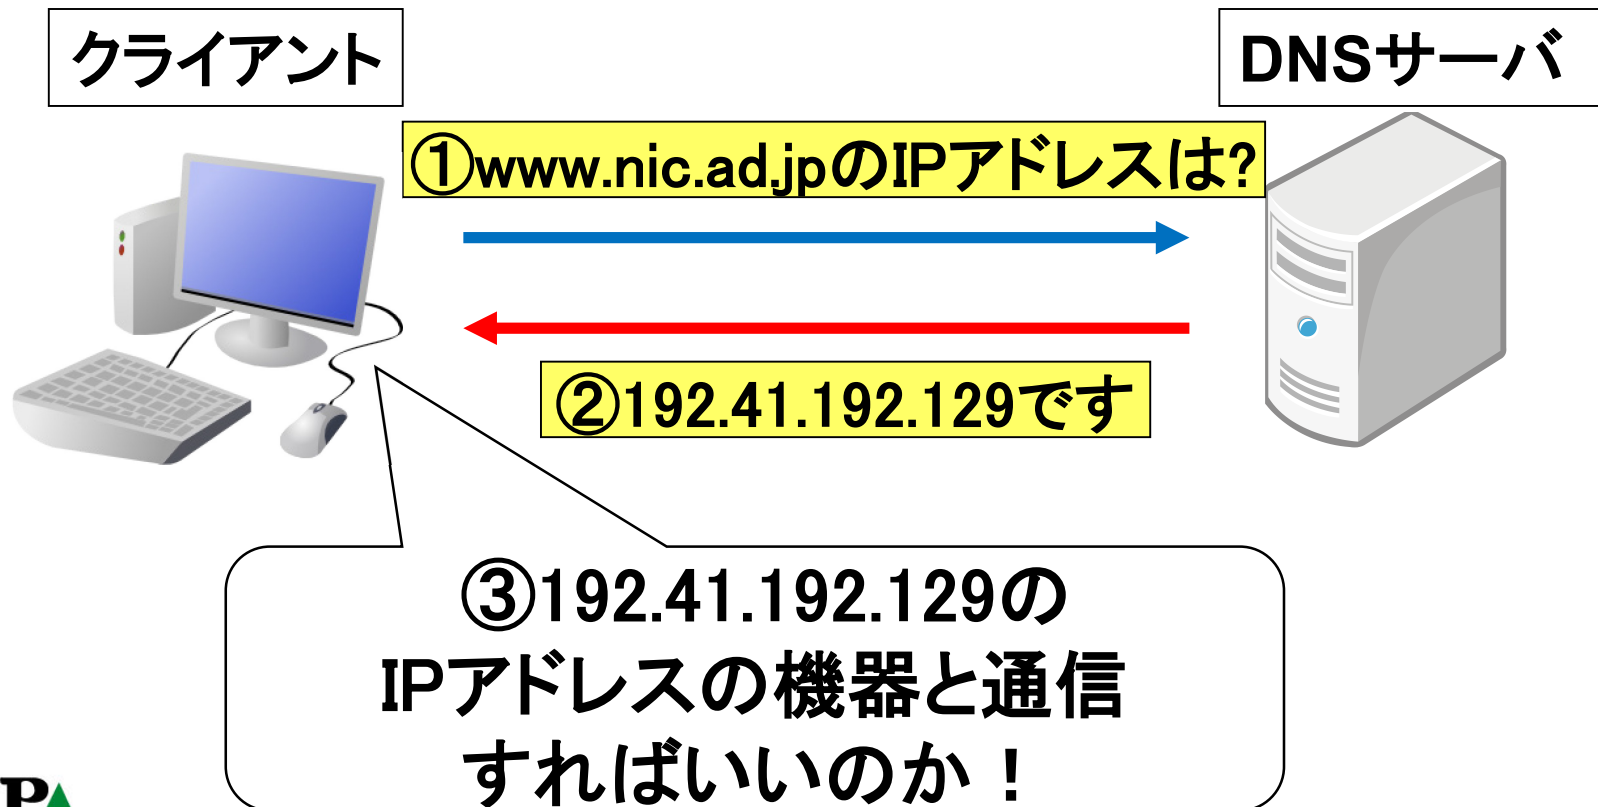 クライアント
DNSサーバ
①www.nic.ad.jpのIPアドレスは?
②192.41.192.129です
③192.41.192.129の
IPアドレスの機器と通信
すればいいのか！